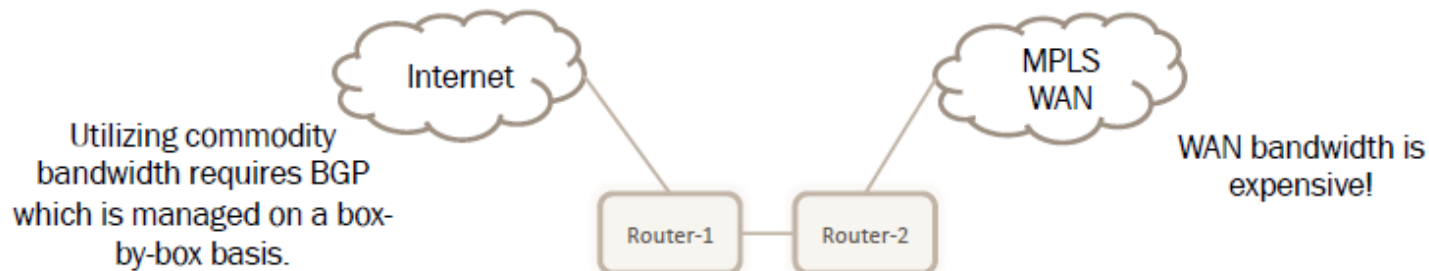 Internet
MPLS
WAN
Utilizing commodity
bandwidth requires BGP
which is managed on a box-
by-box basis.
WAN bandwidth is
expensive!
Router-1
Router-2